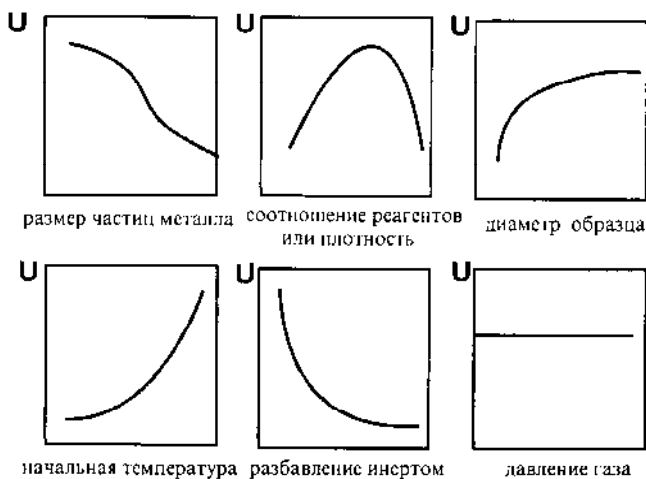 U U U
размер частиц металла
соотношение реагентов
или плотность
диаметр образца
U U U
начальная температура
разбавление инертом
давление газа